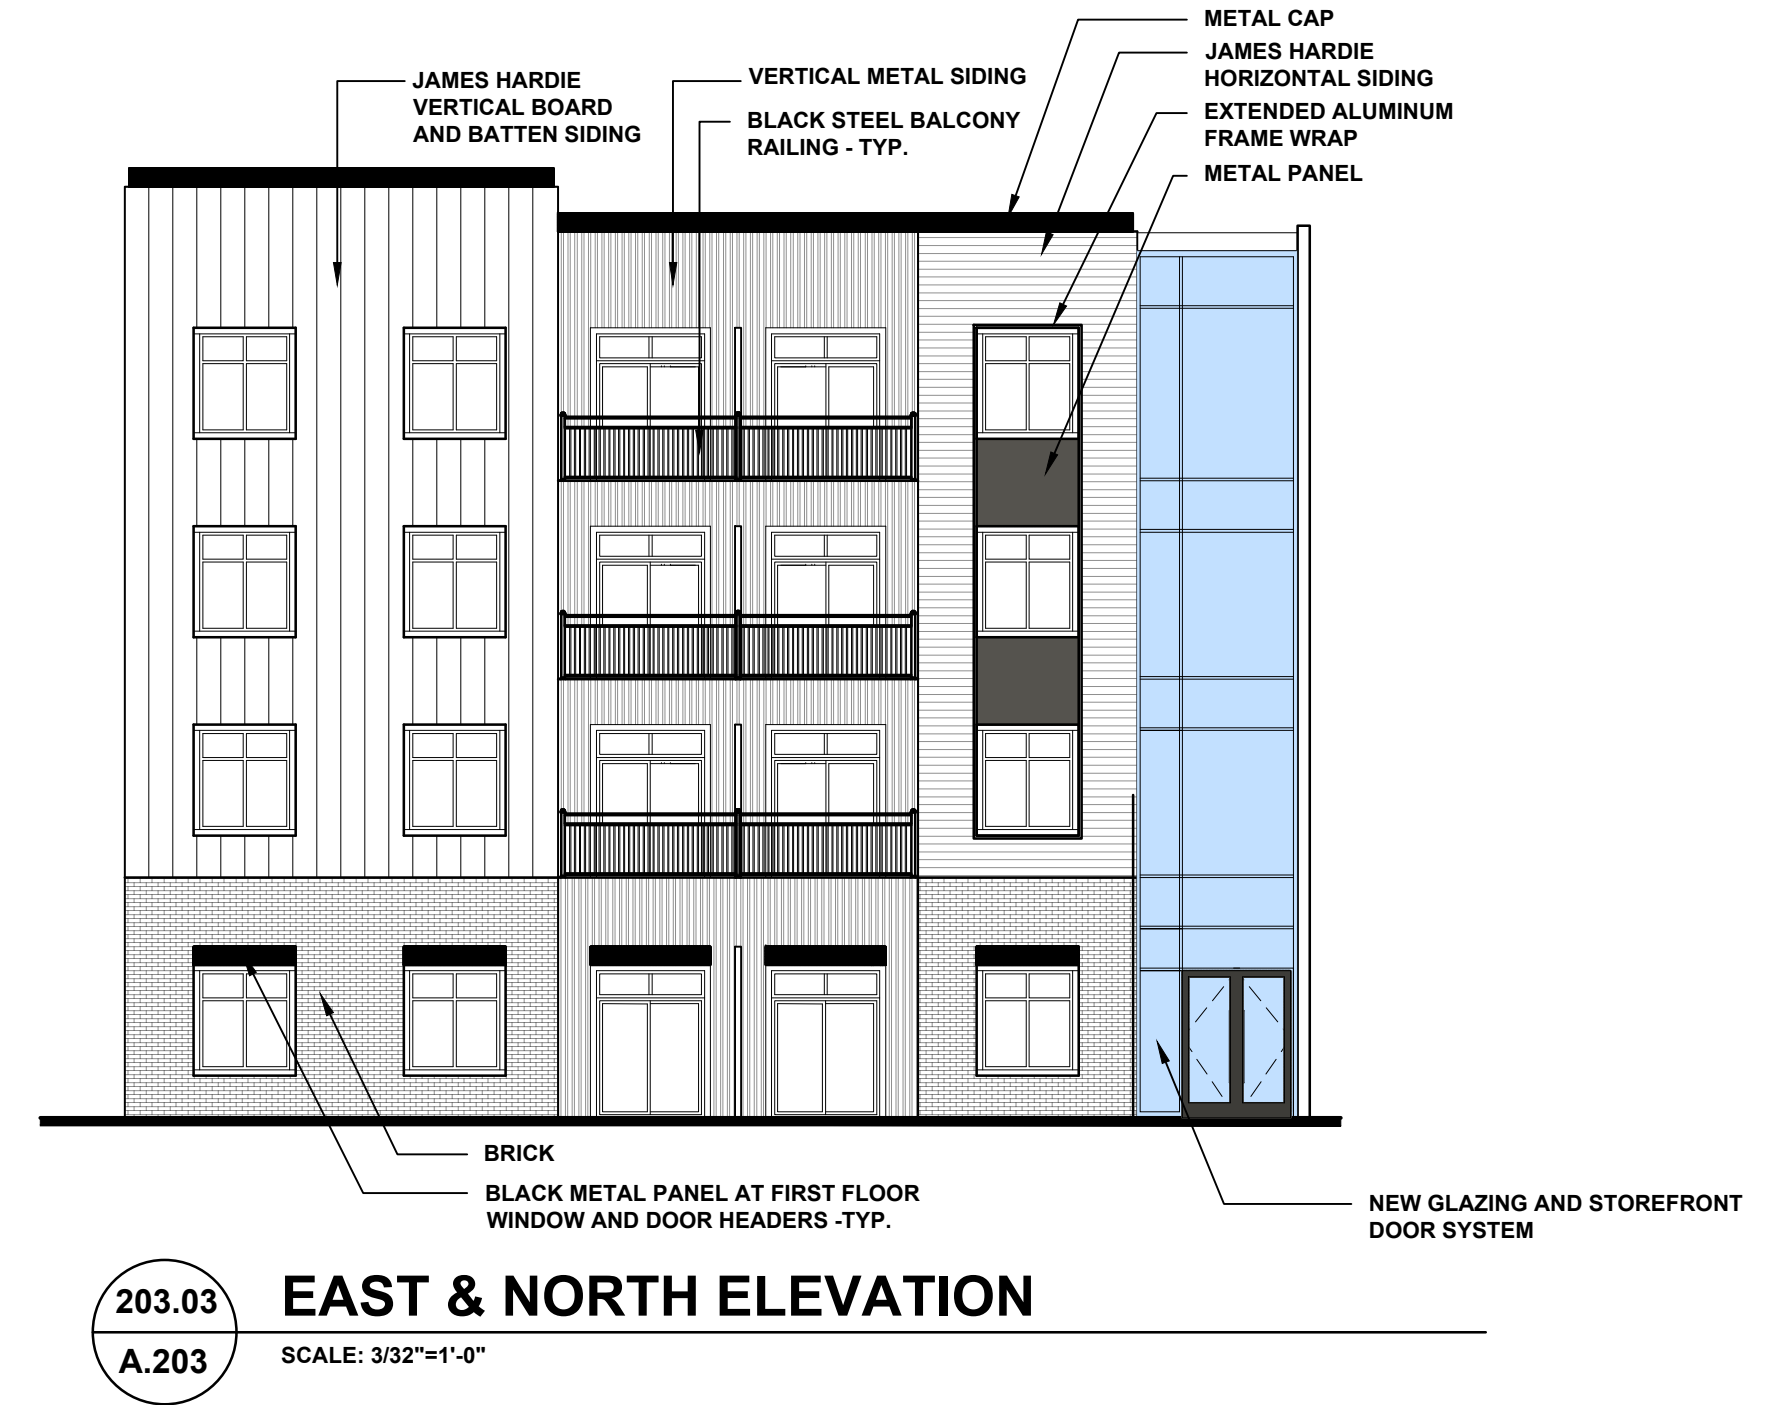 METAL CAP
JAMES HARDIE
HORIZONTAL SIDING
EXTENDED ALUMINUM
FRAME WRAP
METAL PANEL
VERTICAL METAL SIDING
BLACK STEEL BALCONY
RAILING - TYP.
JAMES HARDIE
VERTICAL BOARD
AND BATTEN SIDING
BRICK
BLACK METAL PANEL AT FIRST FLOOR
WINDOW AND DOOR HEADERS -TYP.
NEW GLAZING AND STOREFRONT
DOOR SYSTEM
203.03
A.203
EAST & NORTH ELEVATION
SCALE: 3/32"=1'-0"